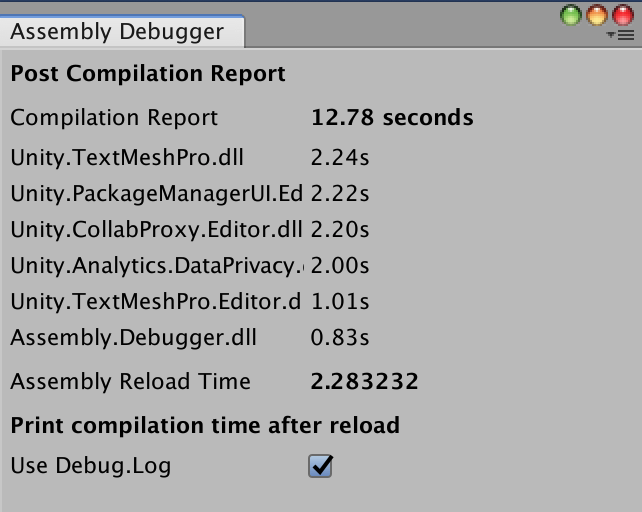 Assembly Debugger
Post Compilation Report
Compilation Report 12.78 seconds
Unity.TextMeshPro.dll 2.24s
Unity.PackageManagerUI.Ed 2.22s
Unity.CollabProxy.Editor.dll 2.20s
Unity.Analytics.DataPrivacy. 2.00s
Unity.TextMeshPro.Editor.d 1.01s
Assembly.Debugger.dll 0.83s
Assembly Reload Time 2.283232
Print compilation time after reload
Use Debug.Log